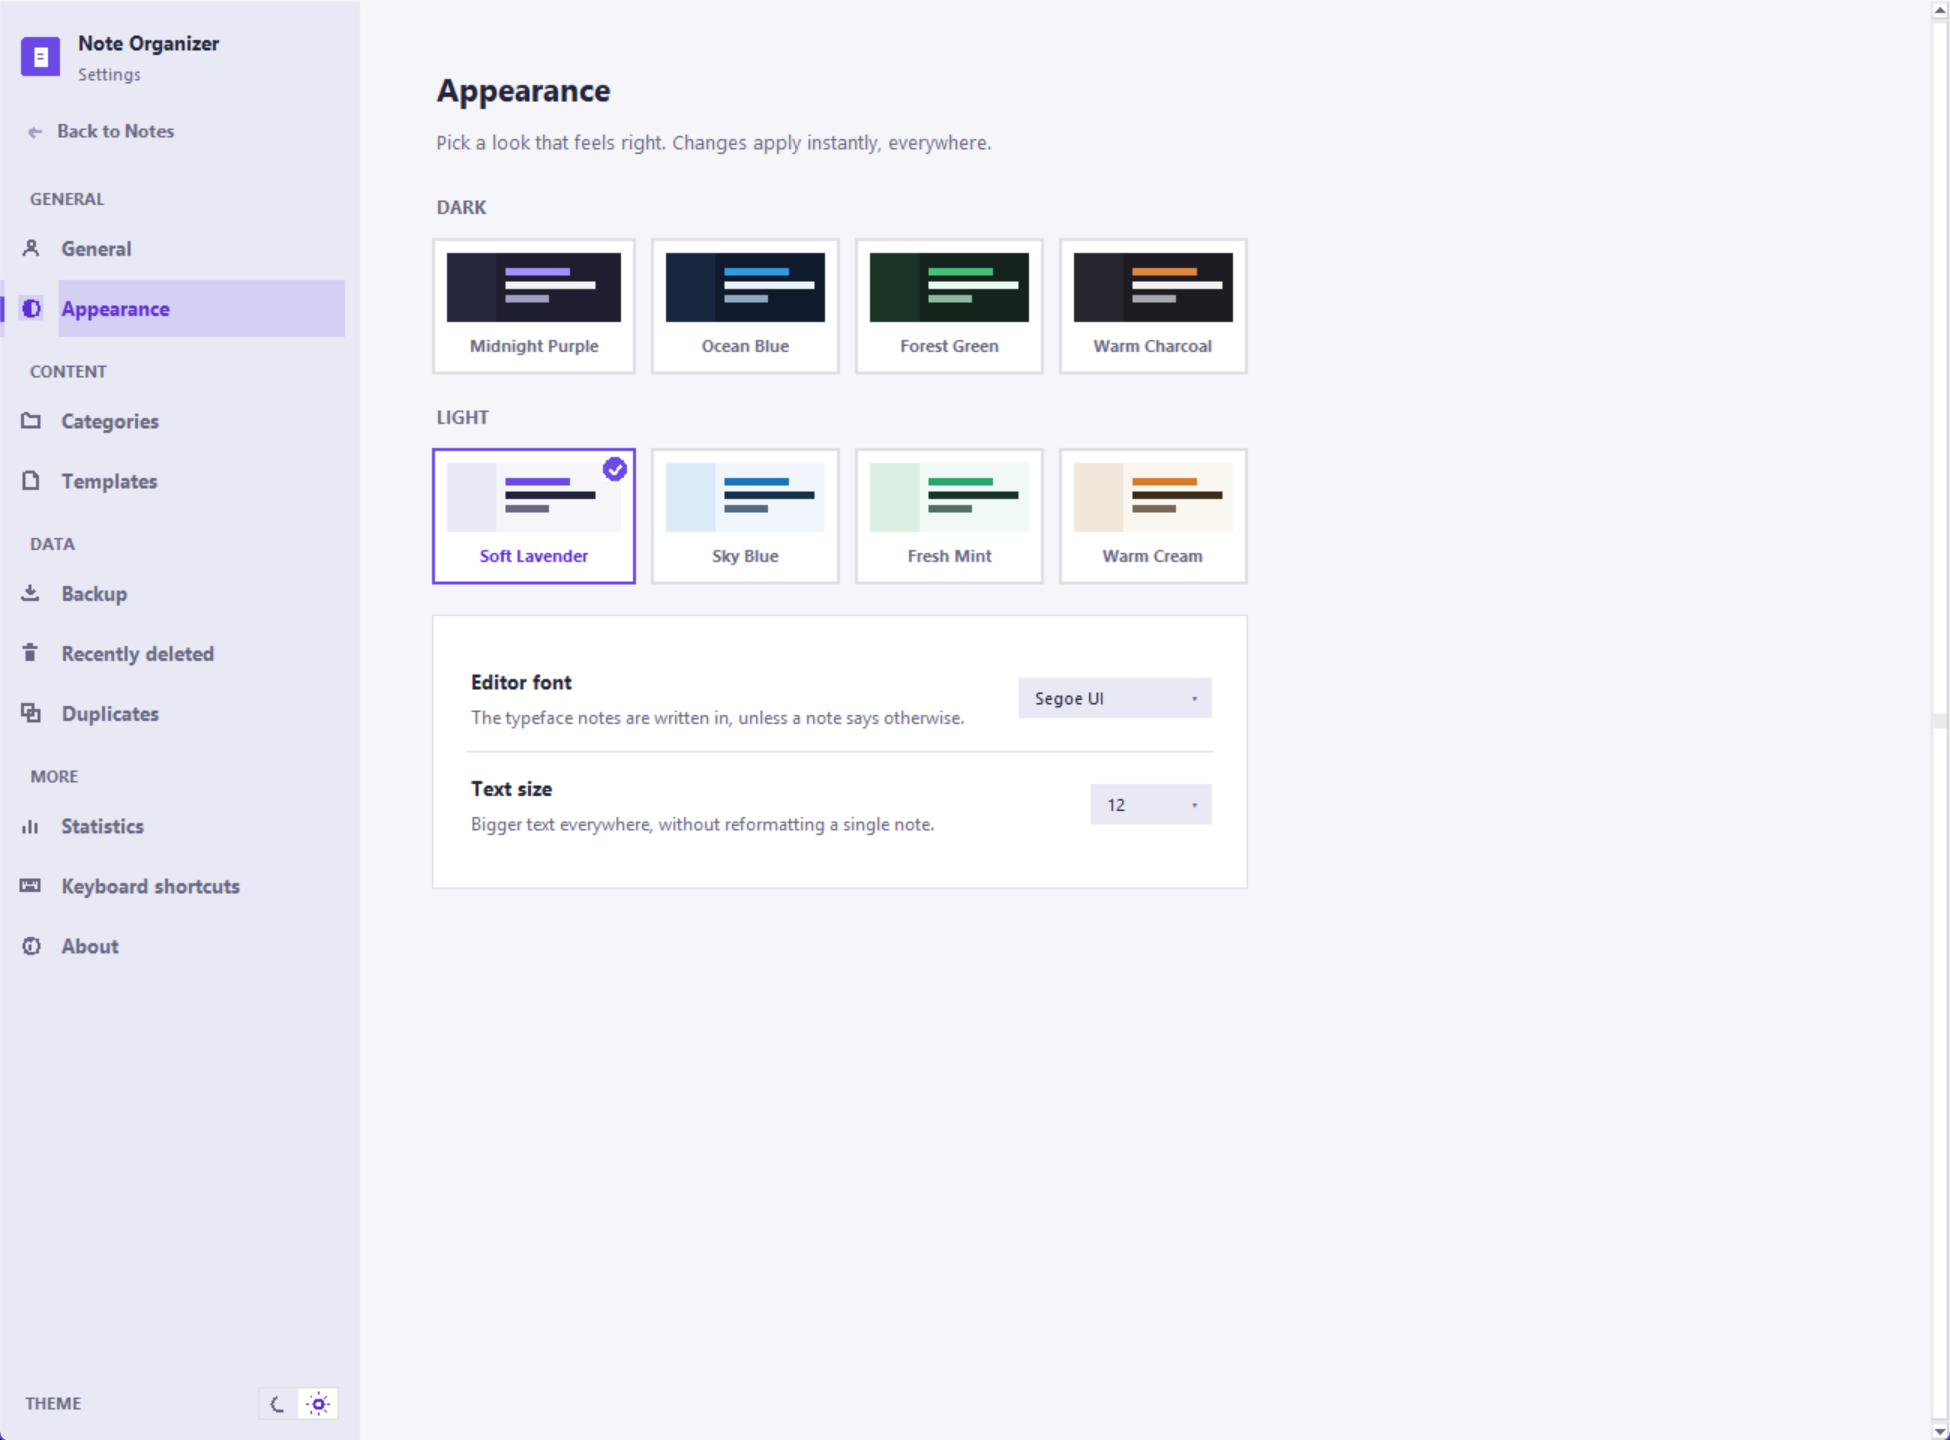 Note Organizer
Settings
Back to Notes
GENERAL
General
Appearance
CONTENT
Categories
Templates
DATA
Backup
Recently deleted
Duplicates
MORE
Statistics
Keyboard shortcuts
About
THEME
Appearance
Pick a look that feels right. Changes apply instantly, everywhere.
DARK
Midnight Purple
Ocean Blue
Forest Green
Warm Charcoal
LIGHT
Soft Lavender
Sky Blue
Fresh Mint
Warm Cream
Editor font
The typeface notes are written in, unless a note says otherwise.
Segoe UI
Text size
Bigger text everywhere, without reformatting a single note.
12